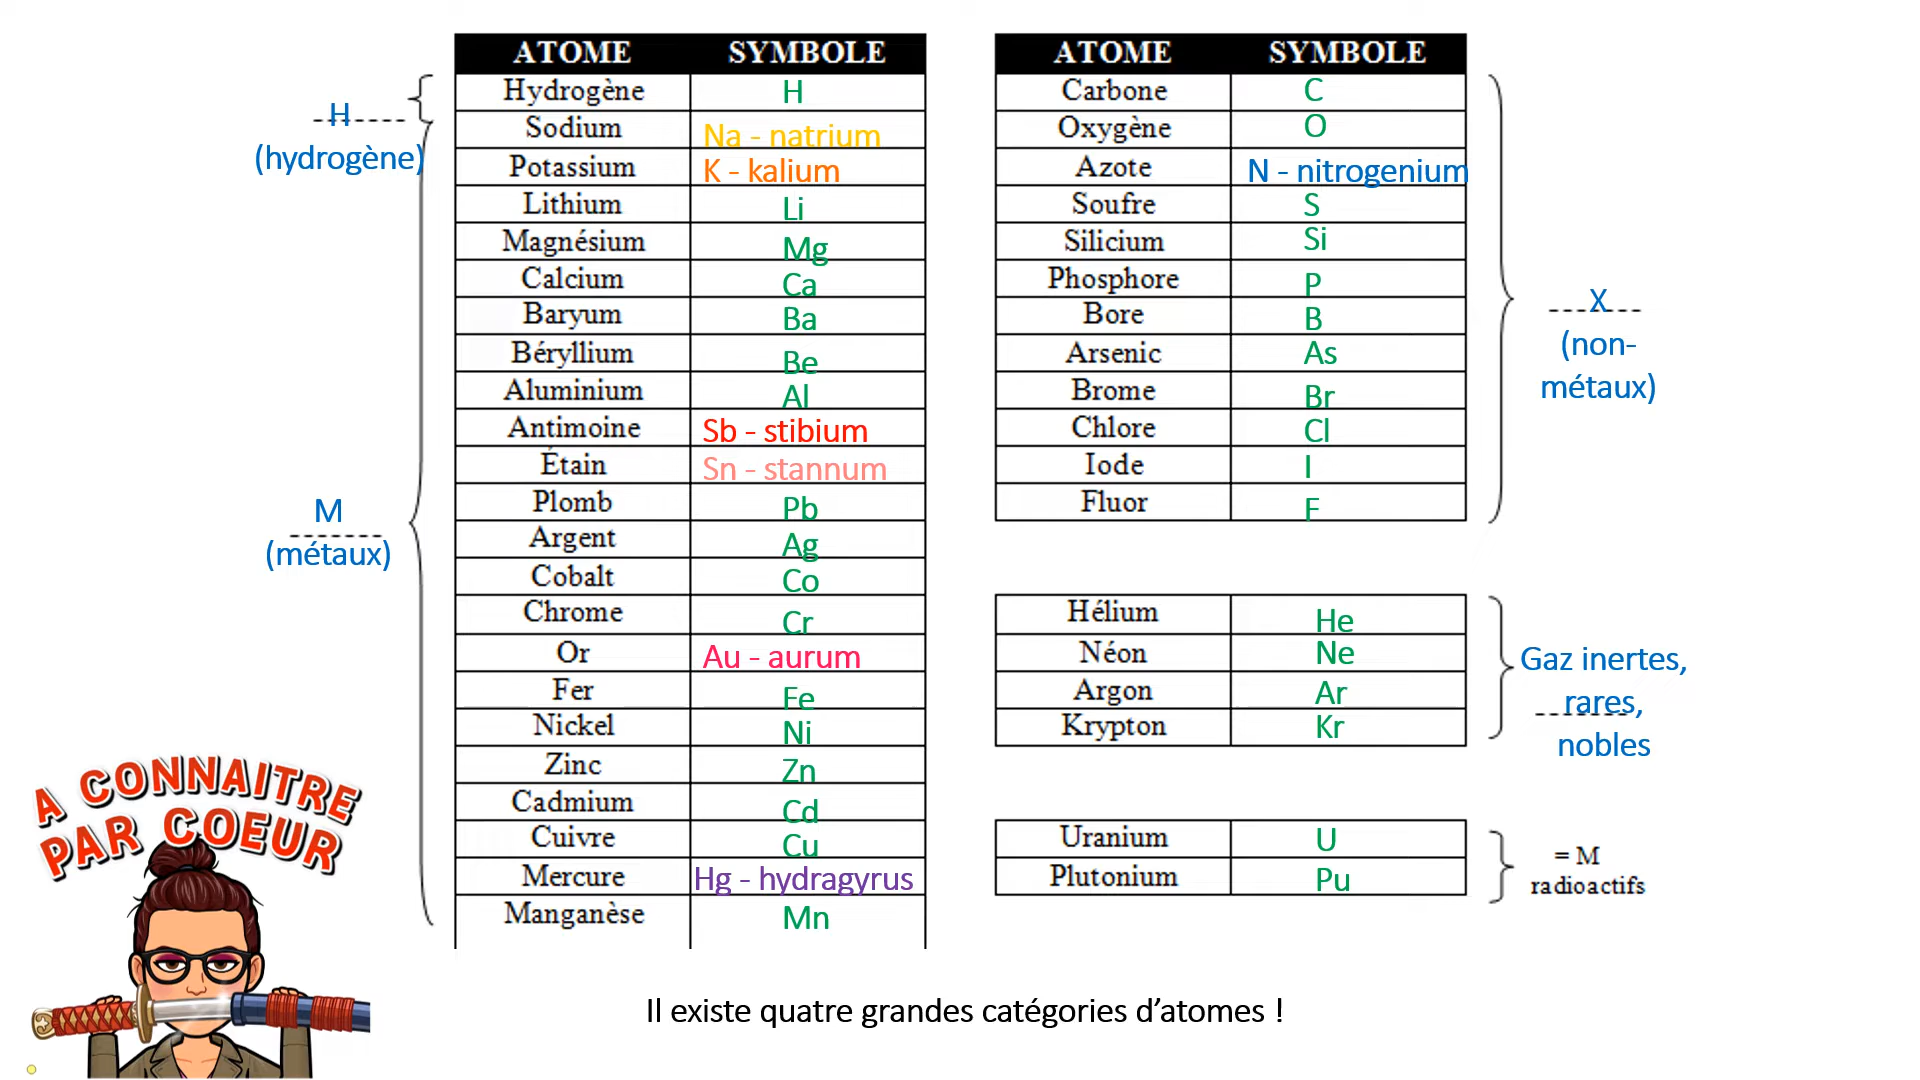 ATOME SYMBOLE
Hydrogène H
Sodium Na - natrium
Potassium K - kalium
Lithium Li
Magnésium Mg
Calcium Ca
Baryum Ba
Béryllium Be
Aluminium Al
Antimoine Sb - stibium
Étain Sn - stannum
Plomb Pb
Argent Ag
Cobalt Co
Chrome Cr
Or Au - aurum
Fer Fe
Nickel Ni
Zinc Zn
Cadmium Cd
Cuivre Cu
Mercure Hg - hydragyrus
Manganèse Mn
H
(hydrogène)
M
(métaux)
ATOME SYMBOLE
Carbone C
Oxygène O
Azote N - nitrogenium
Soufre S
Silicium Si
Phosphore P
Bore B
Arsenic As
Brome Br
Chlore Cl
Iode I
Fluor F
X
(non-
métaux)
Hélium He
Néon Ne
Argon Ar
Krypton Kr
Gaz inertes,
rares,
nobles
Uranium U
Plutonium Pu
= M
radioactifs
A CONNAITRE
PAR COEUR
Il existe quatre grandes catégories d’atomes !